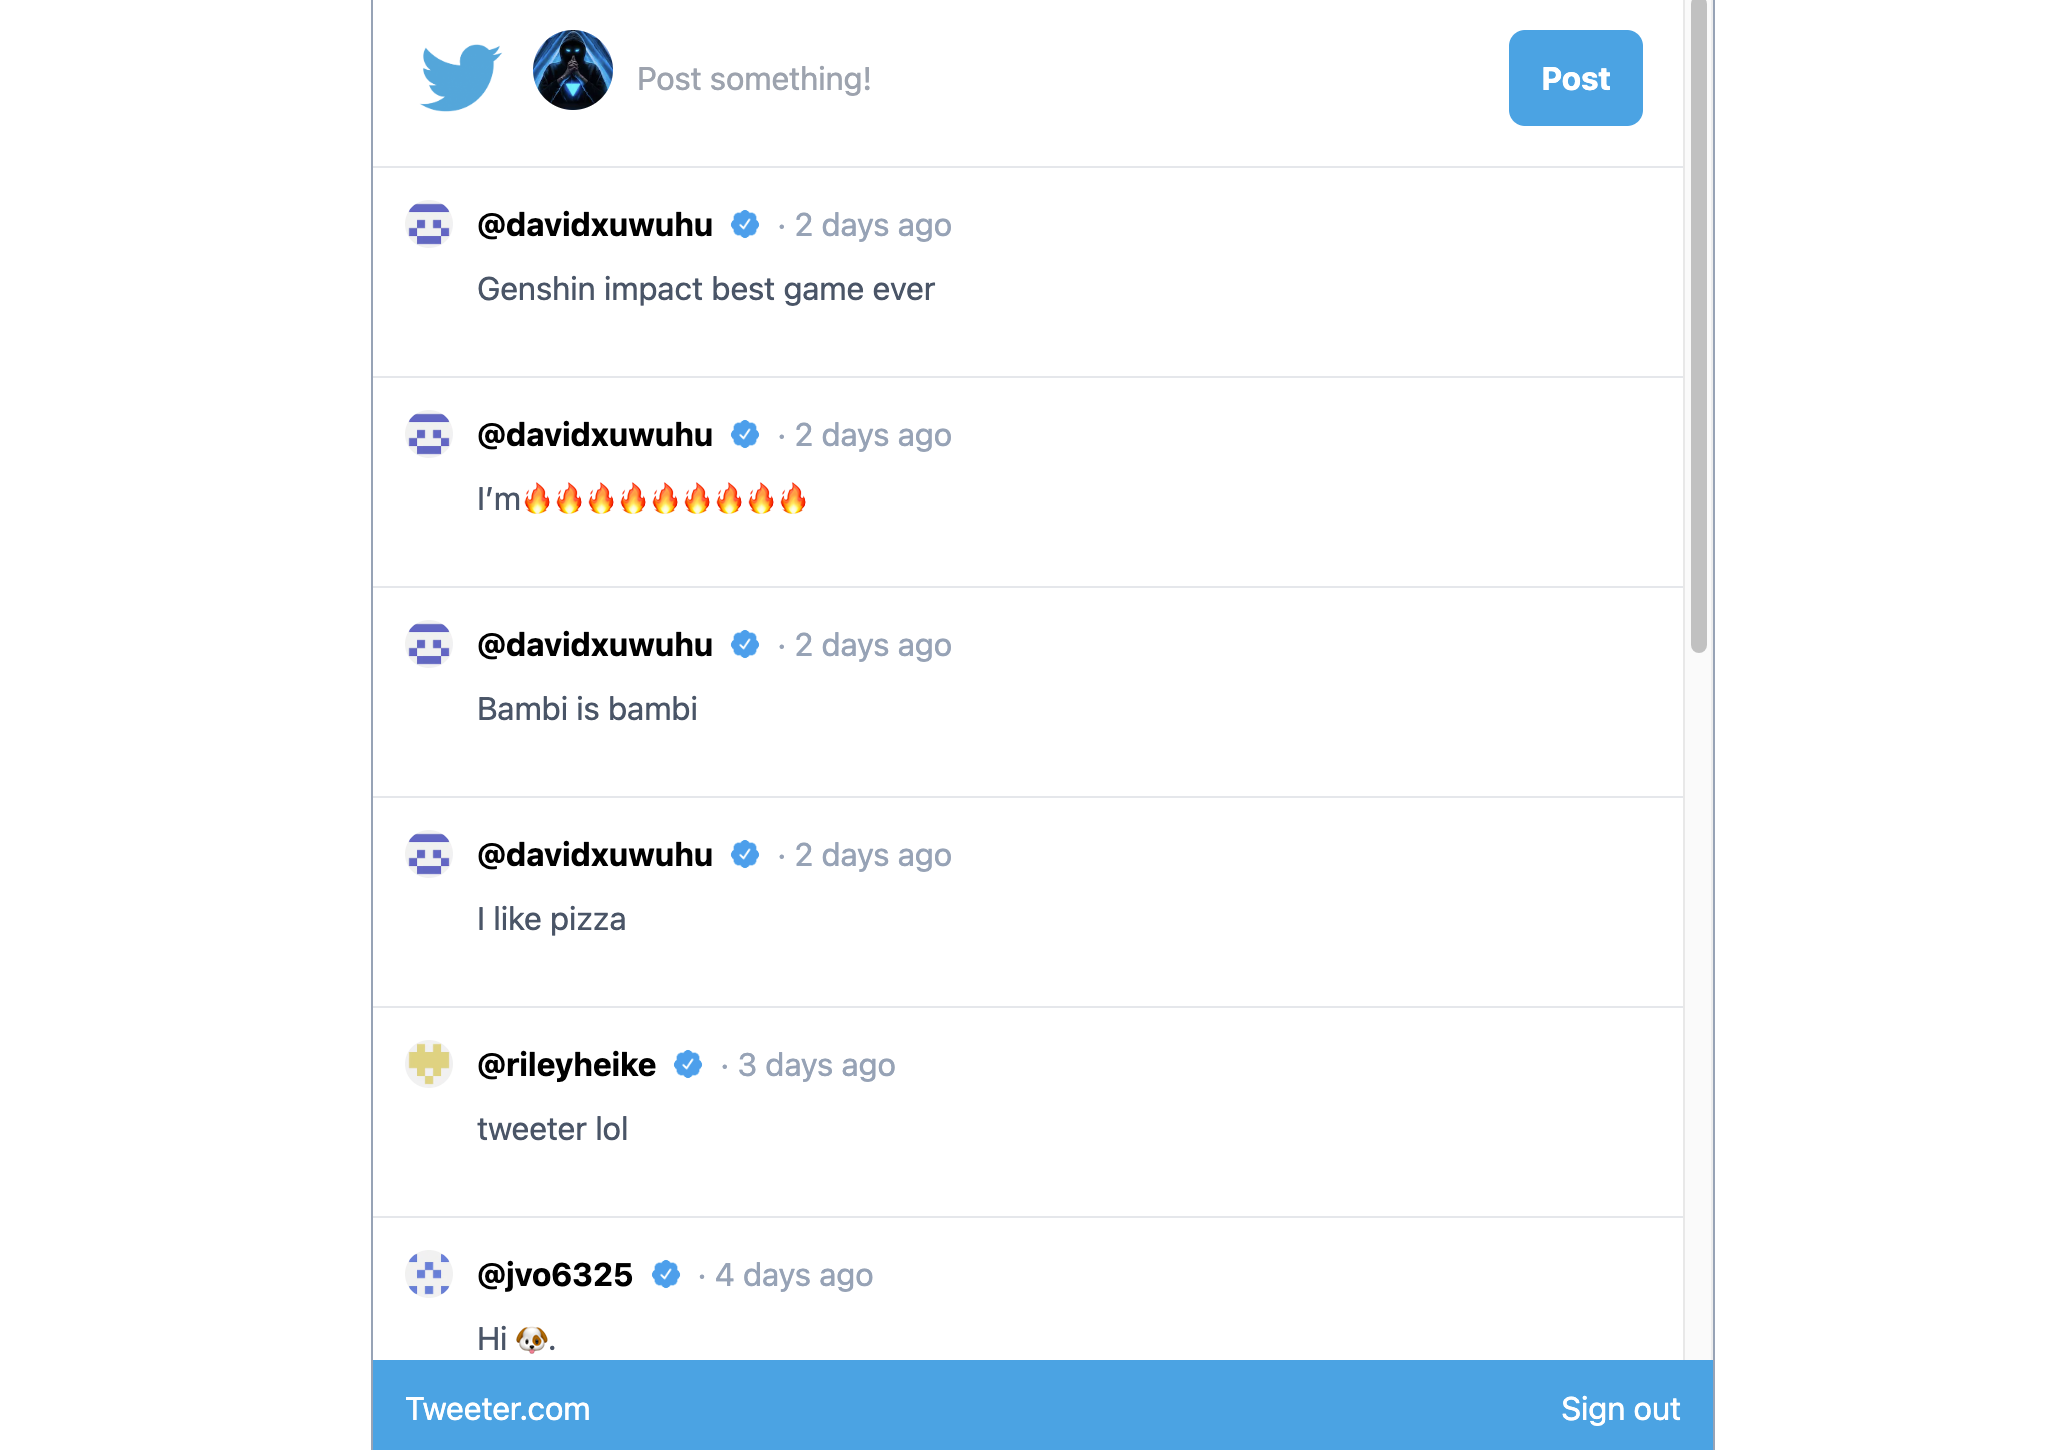 Post something!
Post
@davidxuwuhu · 2 days ago
Genshin impact best game ever
@davidxuwuhu · 2 days ago
I’m🔥🔥🔥🔥🔥🔥🔥🔥🔥
@davidxuwuhu · 2 days ago
Bambi is bambi
@davidxuwuhu · 2 days ago
I like pizza
@rileyheike · 3 days ago
tweeter lol
@jvo6325 · 4 days ago
Hi 🐶.
Tweeter.com
Sign out